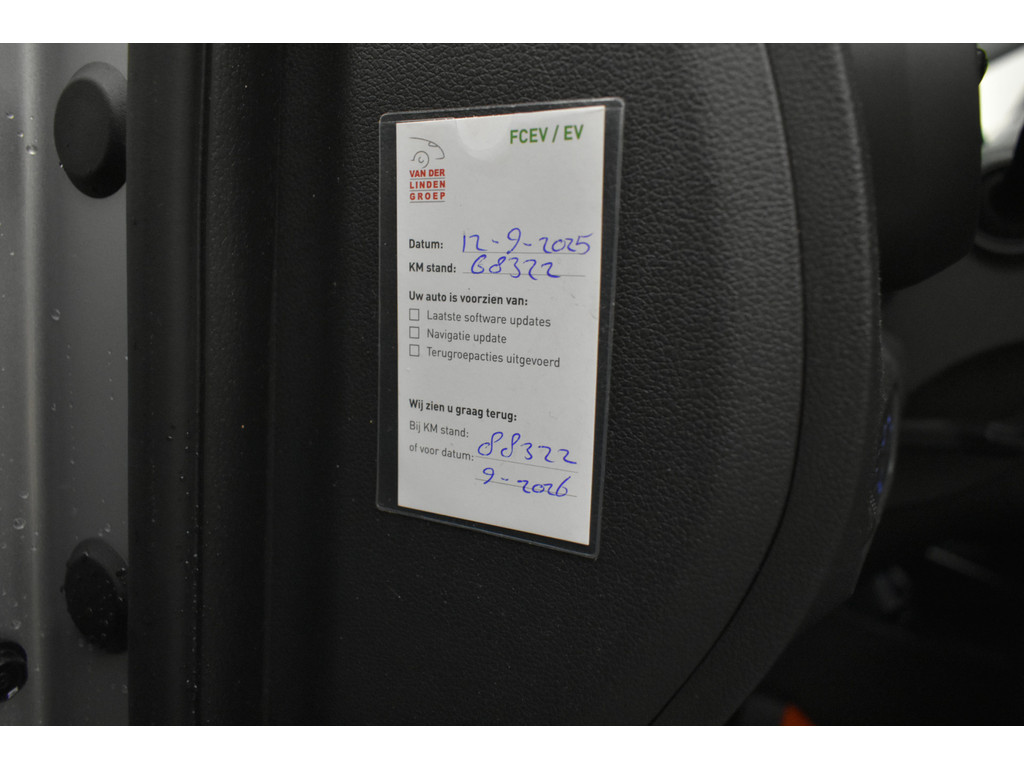 FCEV / EV
VAN DER
LINDEN
GROEP
Datum: 12-9-2025
KM stand: 68322
Uw auto is voorzien van:
Laatste software updates
Navigatie update
Terugroepacties uitgevoerd
Wij zien u graag terug:
Bij KM stand: 88322
of voor datum: 9-2026